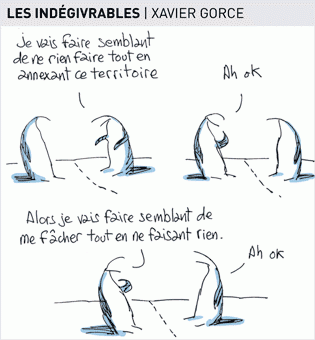 LES INDÉGIVRABLES | XAVIER GORCE
Je vais faire semblant
de ne rien faire tout en
annexant ce territoire
Ah ok
Alors je vais faire semblant de
me fâcher tout en ne faisant rien.
Ah ok